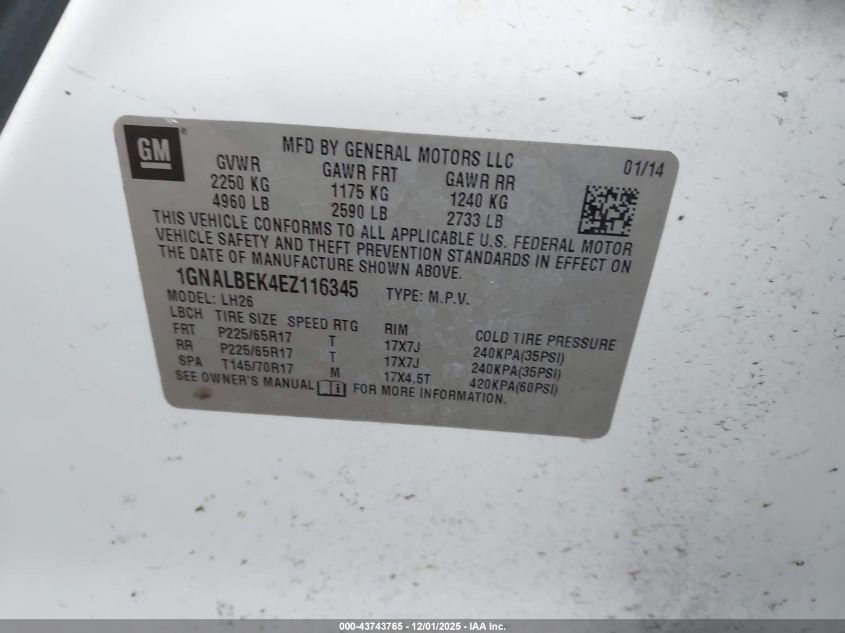 GM
MFD BY GENERAL MOTORS LLC
01/14
GVWR GAWR FRT GAWR RR
2250 KG 1175 KG 1240 KG
4960 LB 2590 LB 2733 LB
THIS VEHICLE CONFORMS TO ALL APPLICABLE U.S. FEDERAL MOTOR
VEHICLE SAFETY AND THEFT PREVENTION STANDARDS IN EFFECT ON
THE DATE OF MANUFACTURE SHOWN ABOVE.
1GNALBEK4EZ116345 TYPE: M.P.V.
MODEL: LH26
LBCH TIRE SIZE SPEED RTG RIM COLD TIRE PRESSURE
FRT P225/65R17 T 17X7J 240KPA(35PSI)
RR P225/65R17 T 17X7J 240KPA(35PSI)
SPA T145/70R17 M 17X4.5T 420KPA(60PSI)
SEE OWNER'S MANUAL FOR MORE INFORMATION.
000-43743765 - 12/01/2025 - IAA Inc.